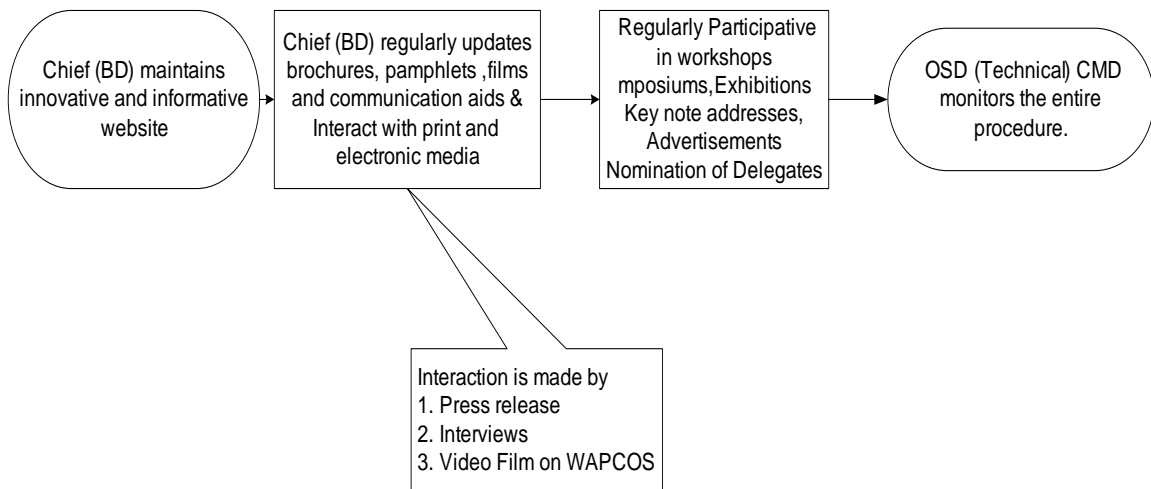 Chief (BD) maintains
innovative and informative
website
Chief (BD) regularly updates
brochures, pamphlets ,films
and communication aids &
Interact with print and
electronic media
Regularly Participative
in workshops
mposiums,Exhibitions
Key note addresses,
Advertisements
Nomination of Delegates
OSD (Technical) CMD
monitors the entire
procedure.
Interaction is made by
1. Press release
2. Interviews
3. Video Film on WAPCOS